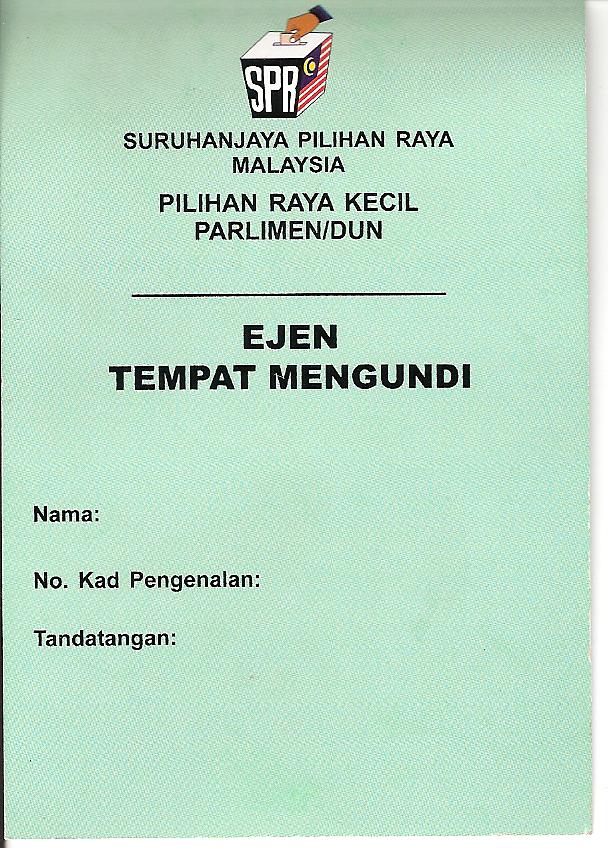 SPR
SURUHANJAYA PILIHAN RAYA
MALAYSIA
PILIHAN RAYA KECIL
PARLIMEN/DUN
EJEN
TEMPAT MENGUNDI
Nama:
No. Kad Pengenalan:
Tandatangan: